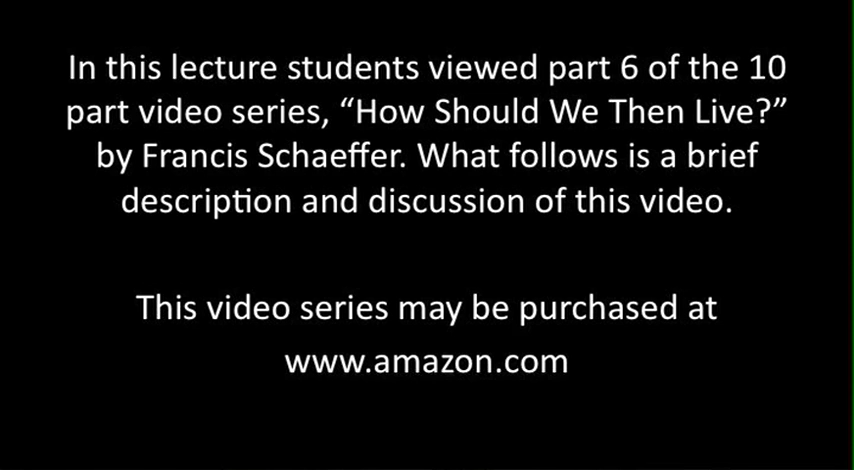 In this lecture students viewed part 6 of the 10
part video series, “How Should We Then Live?”
by Francis Schaeffer. What follows is a brief
description and discussion of this video.
This video series may be purchased at
www.amazon.com